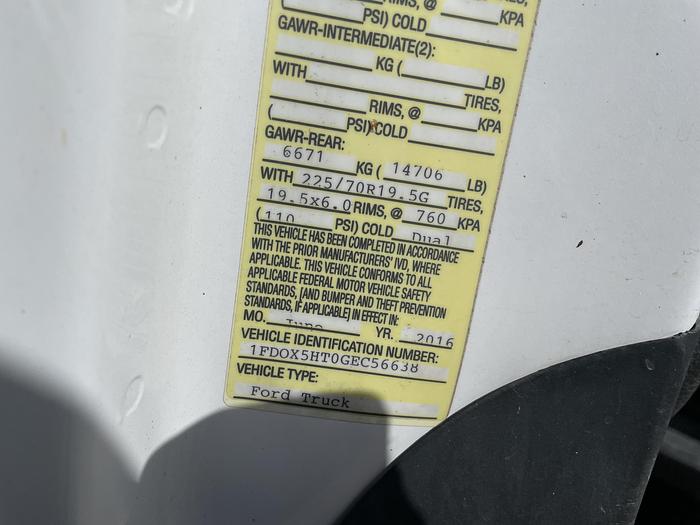 RIMS, @ KPA
PSI) COLD
GAWR-INTERMEDIATE(2):
KG ( LB)
WITH TIRES,
RIMS, @ KPA
( PSI) COLD
GAWR-REAR:
6671 KG ( 14706 LB)
WITH 225/70R19.5G TIRES,
19.5x6.0 RIMS, @ 760 KPA
(110 PSI) COLD Dual
THIS VEHICLE HAS BEEN COMPLETED IN ACCORDANCE
WITH THE PRIOR MANUFACTURERS' IVD, WHERE
APPLICABLE. THIS VEHICLE CONFORMS TO ALL
APPLICABLE FEDERAL MOTOR VEHICLE SAFETY
STANDARDS, [AND BUMPER AND THEFT PREVENTION
STANDARDS, IF APPLICABLE] IN EFFECT IN:
MO. June YR. 2016
VEHICLE IDENTIFICATION NUMBER:
1FDOX5HT0GEC56638
VEHICLE TYPE:
Ford Truck